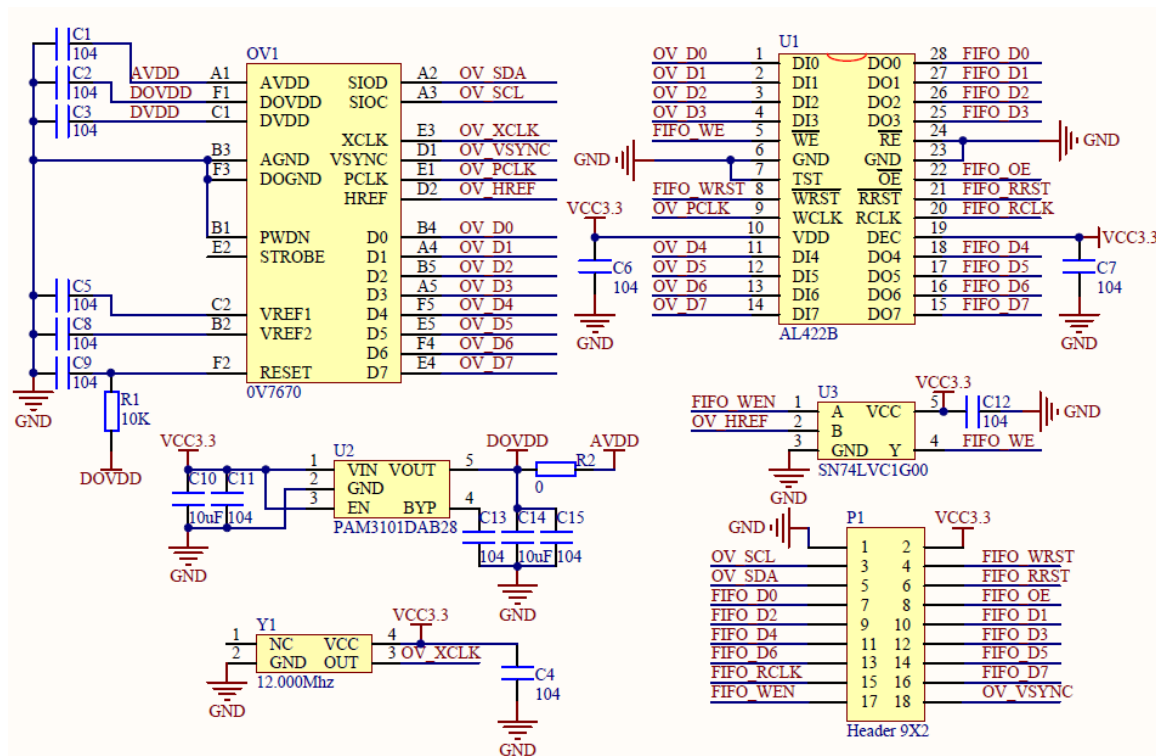 C1
104
C2
104
C3
104
AVDD
DOVDD
DVDD
OV1
A1 AVDD SIOD A2 OV_SDA
F1 DOVDD SIOC A3 OV_SCL
C1 DVDD
XCLK E3 OV_XCLK
B3 AGND VSYNC D1 OV_VSYNC
F3 DOGND PCLK E1 OV_PCLK
HREF D2 OV_HREF
B1 PWDN D0 B4 OV_D0
E2 STROBE D1 A4 OV_D1
D2 B5 OV_D2
D3 A5 OV_D3
C2 VREF1 D4 F5 OV_D4
B2 VREF2 D5 E5 OV_D5
D6 F4 OV_D6
F2 RESET D7 E4 OV_D7
0V7670
C5
104
C8
104
C9
104
GND
R1
10K
DOVDD
U1
OV_D0 1 DI0 DO0 28 FIFO_D0
OV_D1 2 DI1 DO1 27 FIFO_D1
OV_D2 3 DI2 DO2 26 FIFO_D2
OV_D3 4 DI3 DO3 25 FIFO_D3
FIFO_WE 5 WE RE 24
GND 6 GND GND 23 GND
7 TST OE 22 FIFO_OE
FIFO_WRST 8 WRST RRST 21 FIFO_RRST
OV_PCLK 9 WCLK RCLK 20 FIFO_RCLK
VCC3.3 10 VDD DEC 19 VCC3.3
OV_D4 11 DI4 DO4 18 FIFO_D4
OV_D5 12 DI5 DO5 17 FIFO_D5
OV_D6 13 DI6 DO6 16 FIFO_D6
OV_D7 14 DI7 DO7 15 FIFO_D7
AL422B
C6
104
GND
C7
104
GND
U3
VCC3.3
FIFO_WEN 1 A VCC 5
OV_HREF 2 B
3 GND Y 4 FIFO_WE
SN74LVC1G00
GND
C12
104
GND
VCC3.3
U2
DOVDD
AVDD
1 VIN VOUT 5
2 GND
3 EN BYP 4
PAM3101DAB28
R2
0
C10
10uF
C11
104
GND
C13
104
C14
10uF
C15
104
GND
Y1
VCC3.3
1 NC VCC 4
2 GND OUT 3 OV_XCLK
12.000Mhz
GND
C4
104
GND
P1
VCC3.3
GND 1 2
OV_SCL 3 4 FIFO_WRST
OV_SDA 5 6 FIFO_RRST
FIFO_D0 7 8 FIFO_OE
FIFO_D2 9 10 FIFO_D1
FIFO_D4 11 12 FIFO_D3
FIFO_D6 13 14 FIFO_D5
FIFO_RCLK 15 16 FIFO_D7
FIFO_WEN 17 18 OV_VSYNC
Header 9X2